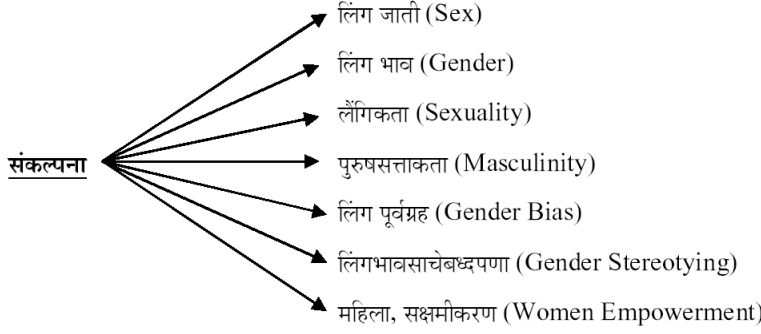 लिंग जाती (Sex)
लिंग भाव (Gender)
लैंगिकता (Sexuality)
संकल्पना
पुरुषसत्ताकता (Masculinity)
लिंग पूर्वग्रह (Gender Bias)
लिंगभावसाचेबध्दपणा (Gender Stereotying)
महिला, सक्षमीकरण (Women Empowerment)